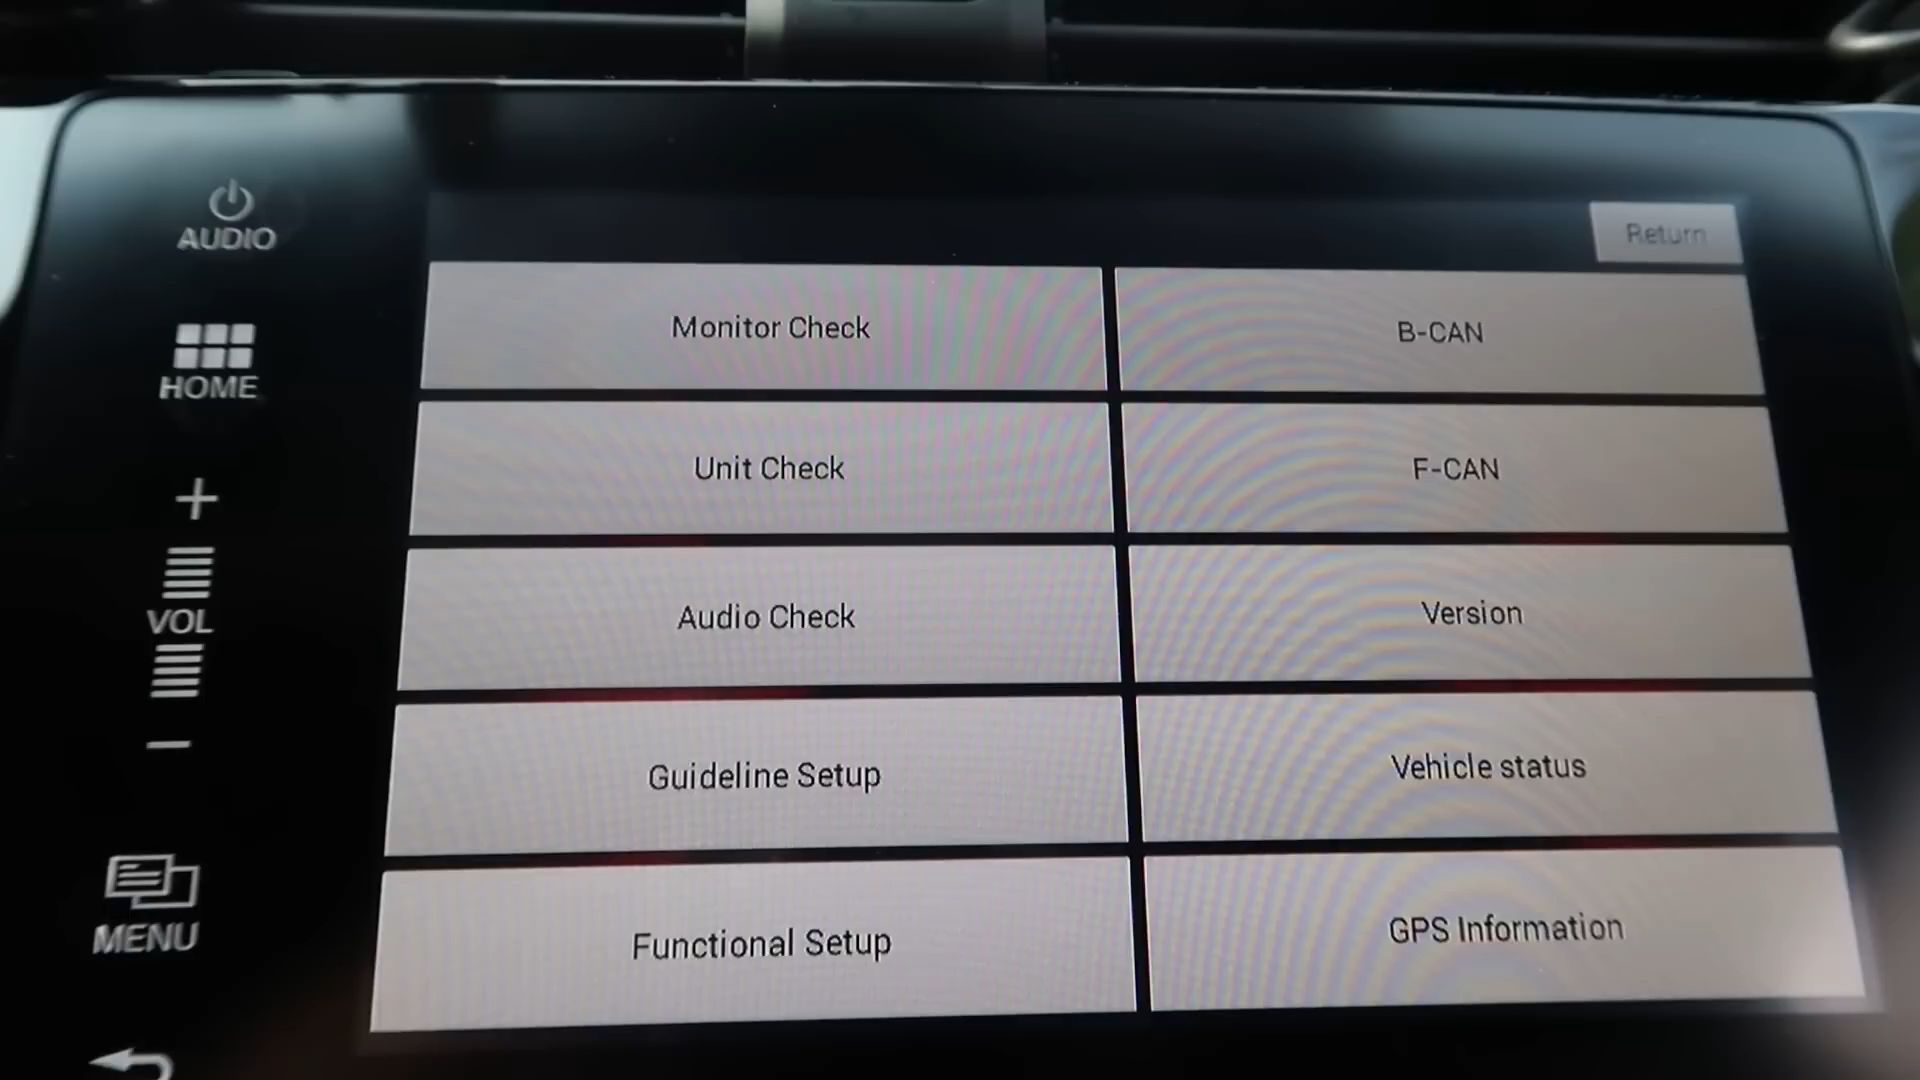 AUDIO
HOME
VOL
MENU
Return
Monitor Check
B-CAN
Unit Check
F-CAN
Audio Check
Version
Guideline Setup
Vehicle status
Functional Setup
GPS Information